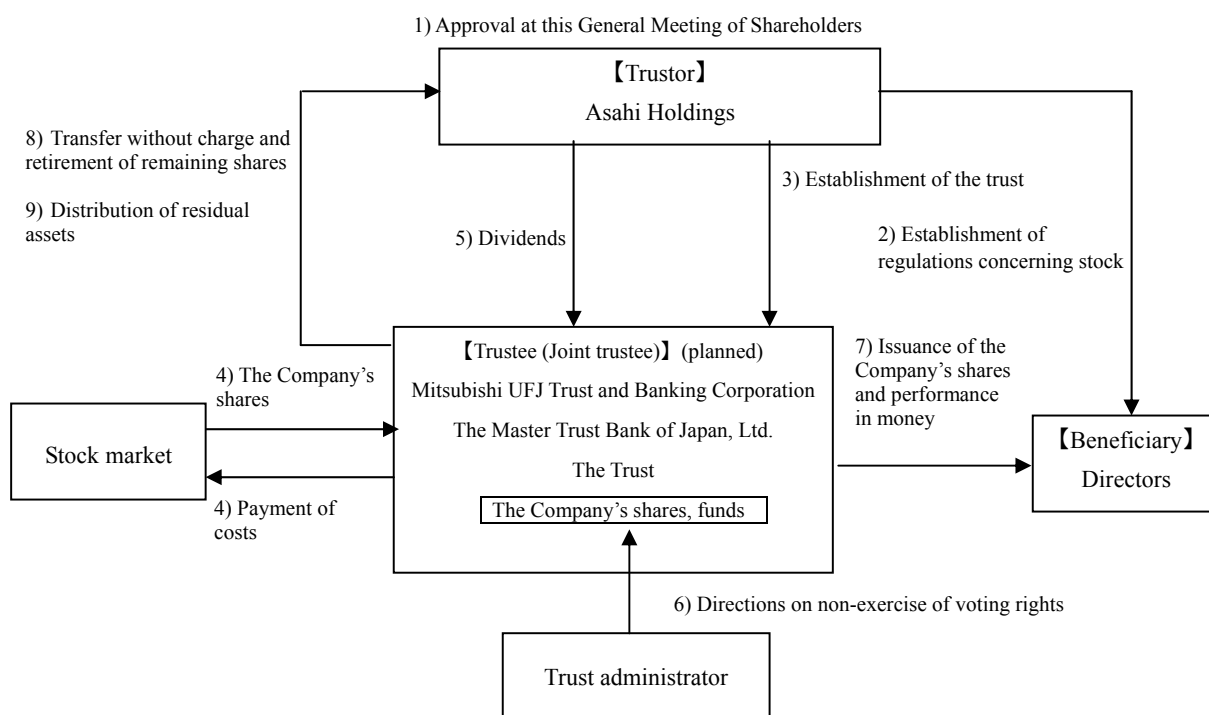 1) Approval at this General Meeting of Shareholders
【Trustor】
Asahi Holdings
8) Transfer without charge and
retirement of remaining shares
9) Distribution of residual
assets
3) Establishment of the trust
5) Dividends
2) Establishment of
regulations concerning stock
【Trustee (Joint trustee)】(planned)
Mitsubishi UFJ Trust and Banking Corporation
The Master Trust Bank of Japan, Ltd.
The Trust
The Company’s shares, funds
7) Issuance of the
Company’s shares
and performance
in money
4) The Company’s
shares
Stock market
4) Payment of
costs
【Beneficiary】
Directors
6) Directions on non-exercise of voting rights
Trust administrator